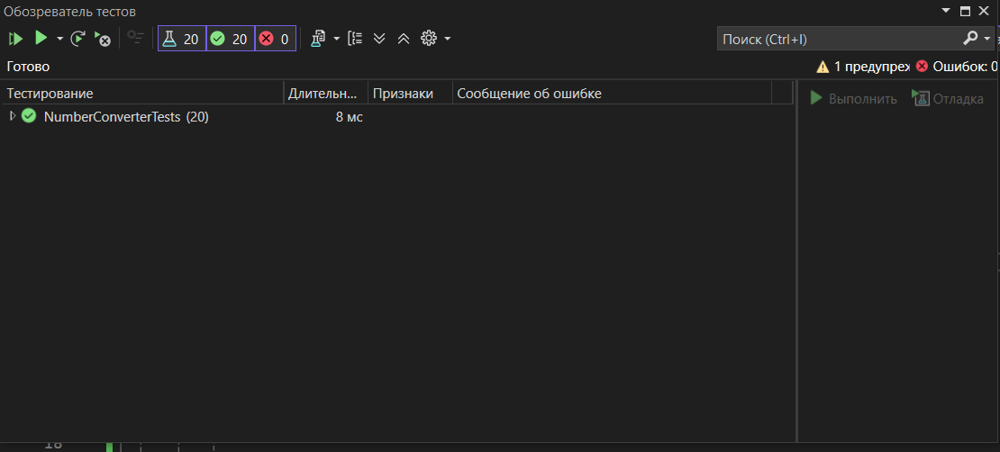 Обозреватель тестов
20 20 0
Поиск (Ctrl+I)
Готово
1 предупреж Ошибок: 0
Тестирование Длительн... Признаки Сообщение об ошибке
NumberConverterTests (20) 8 мс
Выполнить Отладка
18